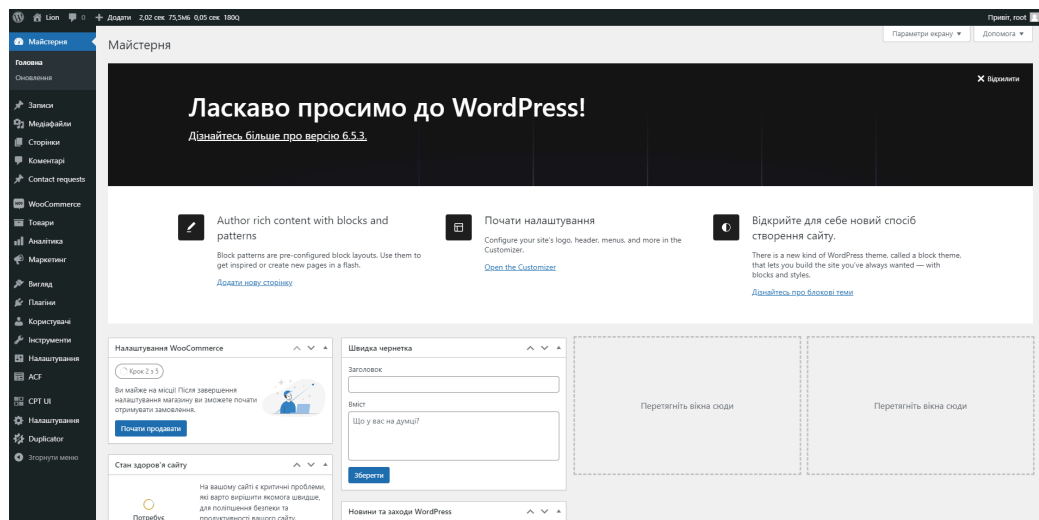 Lion 0 Додати 2,02 сек 75,5мб 0,05 сек 180Q Привіт, root
Параметри екрану Допомога
Майстерня
Головна
Оновлення
Записи
Медіафайли
Сторінки
Коментарі
Contact requests
WooCommerce
Товари
Аналітика
Маркетинг
Вигляд
Плагіни
Користувачі
Інструменти
Налаштування
ACF
CPT UI
Налаштування
Duplicator
Згорнути меню
Майстерня
Відхилити
Ласкаво просимо до WordPress!
Дізнайтесь більше про версію 6.5.3.
Author rich content with blocks and
patterns
Block patterns are pre-configured block layouts. Use them to
get inspired or create new pages in a flash.
Додати нову сторінку
Почати налаштування
Configure your site's logo, header, menus, and more in the
Customizer.
Open the Customizer
Відкрийте для себе новий спосіб
створення сайту.
There is a new kind of WordPress theme, called a block theme,
that lets you build the site you've always wanted — with
blocks and styles.
Дізнайтесь про блокові теми
Налаштування WooCommerce
Крок 2 з 5
Ви майже на місці! Після завершення
налаштування магазину ви зможете почати
отримувати замовлення.
Почати продавати
Стан здоров'я сайту
Потребує
На вашому сайті є критичні проблеми,
які варто вирішити якомога швидше,
для поліпшення безпеки та
продуктивності вашого сайту.
Швидка чернетка
Заголовок
Вміст
Що у вас на думці?
Зберегти
Новини та заходи WordPress
Перетягніть вікна сюди
Перетягніть вікна сюди